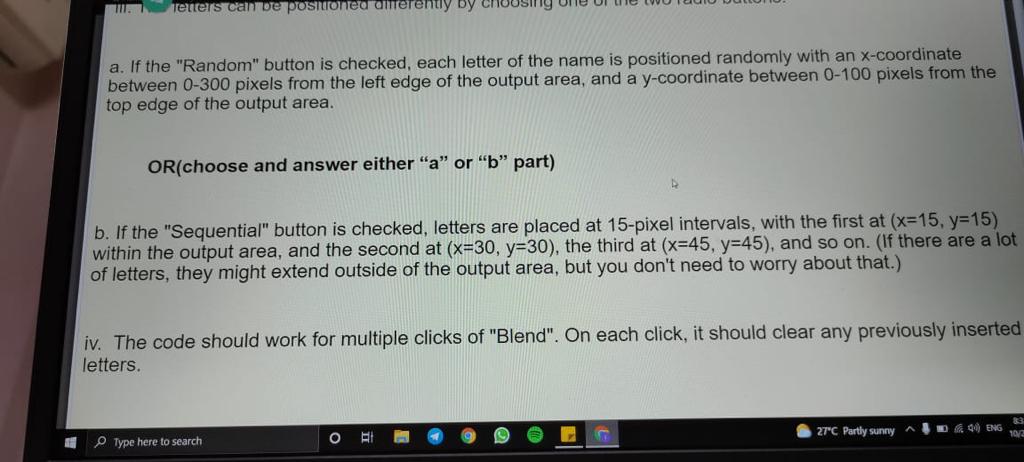 letters can be positioned differently by choosing one of the two radio buttons.
a. If the "Random" button is checked, each letter of the name is positioned randomly with an x-coordinate
between 0-300 pixels from the left edge of the output area, and a y-coordinate between 0-100 pixels from the
top edge of the output area.
OR(choose and answer either “a” or “b” part)
b. If the "Sequential" button is checked, letters are placed at 15-pixel intervals, with the first at (x=15, y=15)
within the output area, and the second at (x=30, y=30), the third at (x=45, y=45), and so on. (If there are a lot
of letters, they might extend outside of the output area, but you don't need to worry about that.)
iv. The code should work for multiple clicks of "Blend". On each click, it should clear any previously inserted
letters.
Type here to search
27°C Partly sunny
ENG